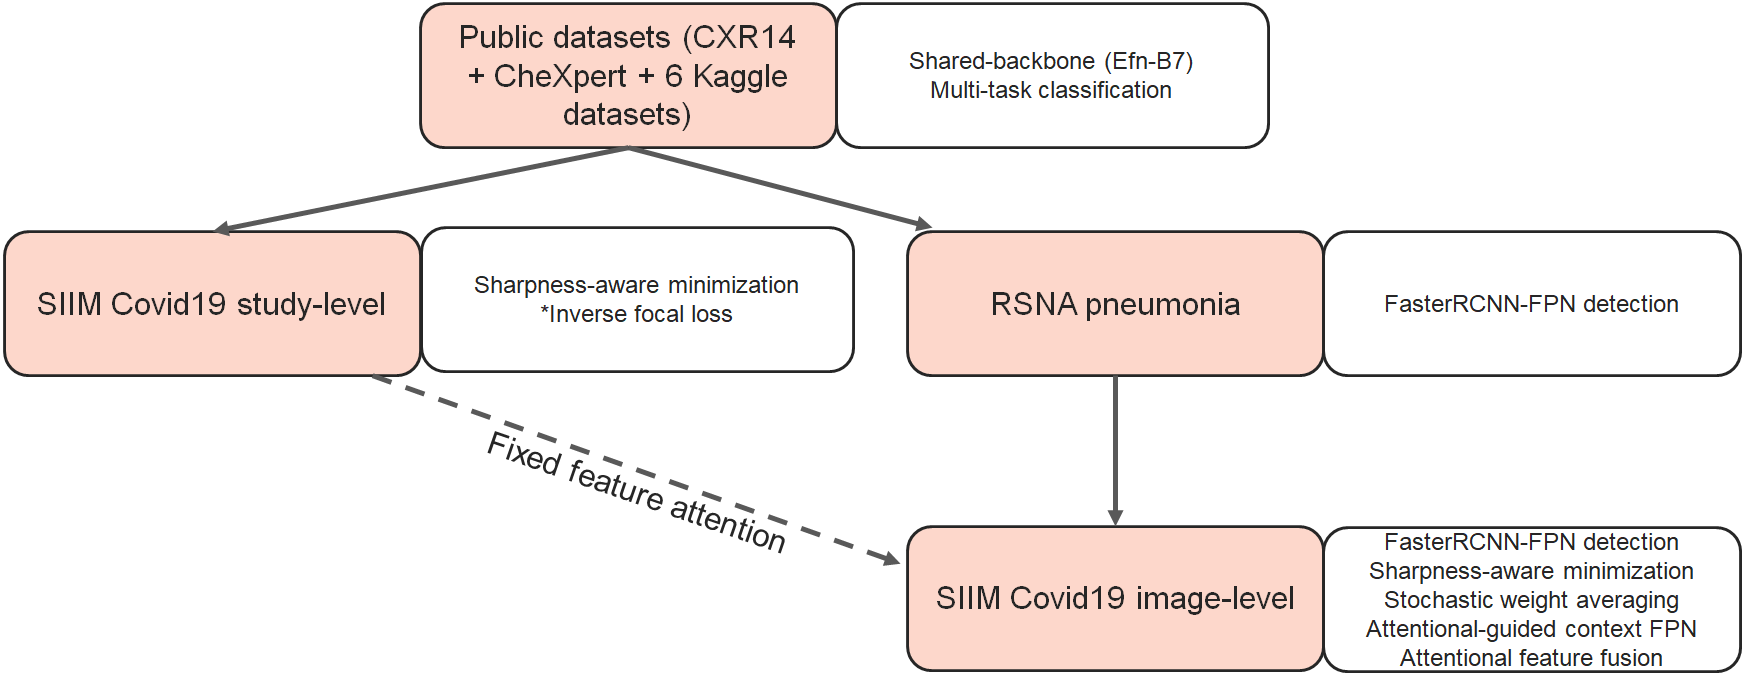 Public datasets (CXR14
+ CheXpert + 6 Kaggle
datasets)
Shared-backbone (Efn-B7)
Multi-task classification
SIIM Covid19 study-level
Sharpness-aware minimization
*Inverse focal loss
RSNA pneumonia
FasterRCNN-FPN detection
Fixed feature attention
SIIM Covid19 image-level
FasterRCNN-FPN detection
Sharpness-aware minimization
Stochastic weight averaging
Attentional-guided context FPN
Attentional feature fusion